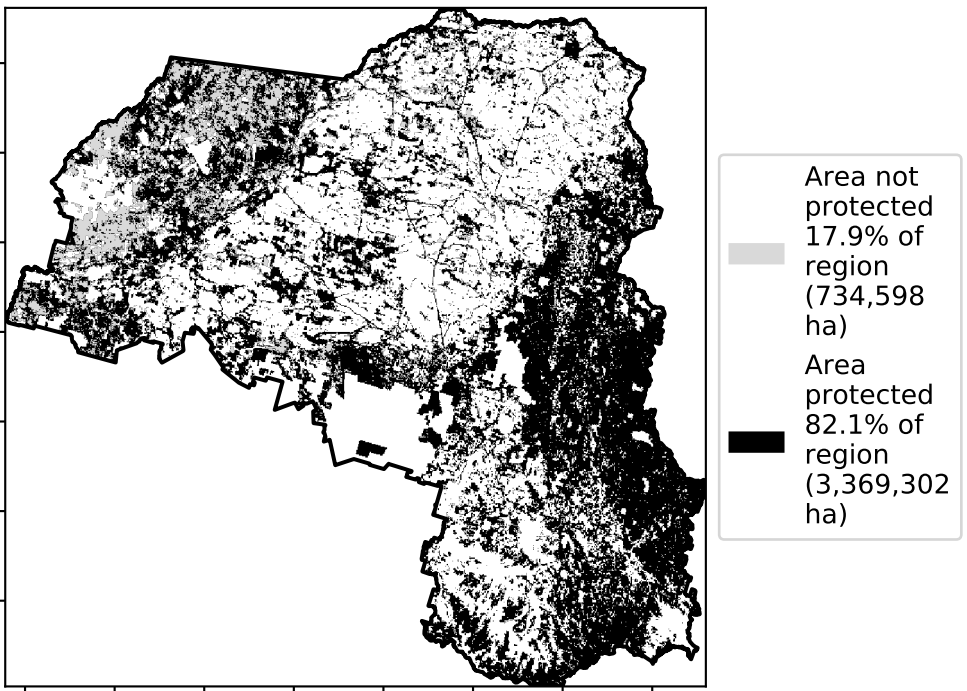 Area not
protected
17.9% of
region
(734,598
ha)
Area
protected
82.1% of
region
(3,369,302
ha)